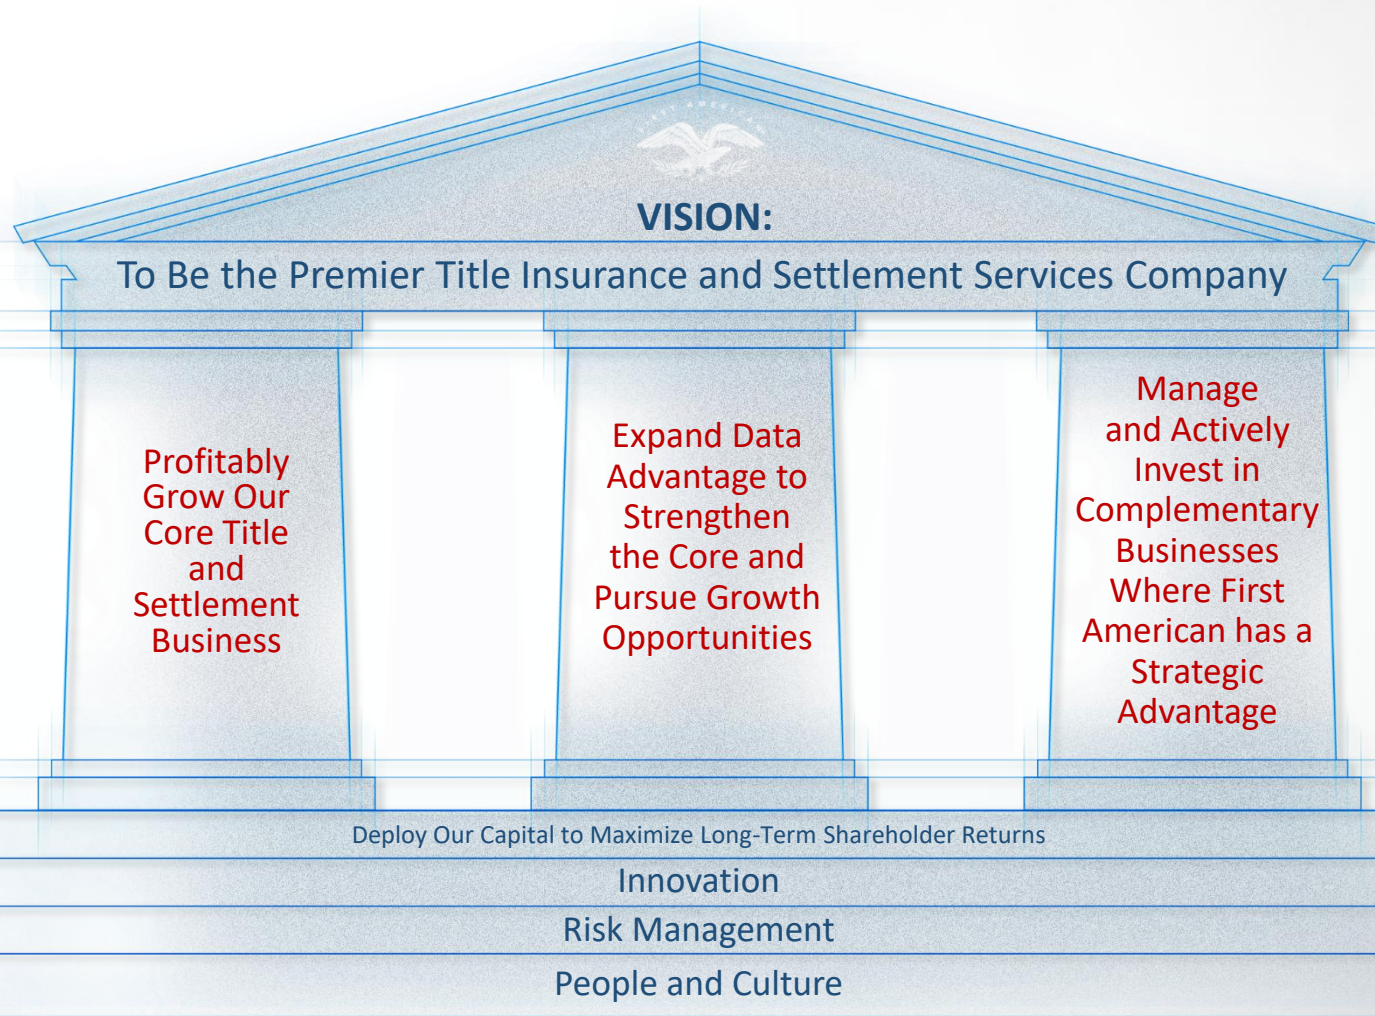 FIRST AMERICAN
VISION:
To Be the Premier Title Insurance and Settlement Services Company
Profitably
Grow Our
Core Title
and
Settlement
Business
Expand Data
Advantage to
Strengthen
the Core and
Pursue Growth
Opportunities
Manage
and Actively
Invest in
Complementary
Businesses
Where First
American has a
Strategic
Advantage
Deploy Our Capital to Maximize Long-Term Shareholder Returns
Innovation
Risk Management
People and Culture